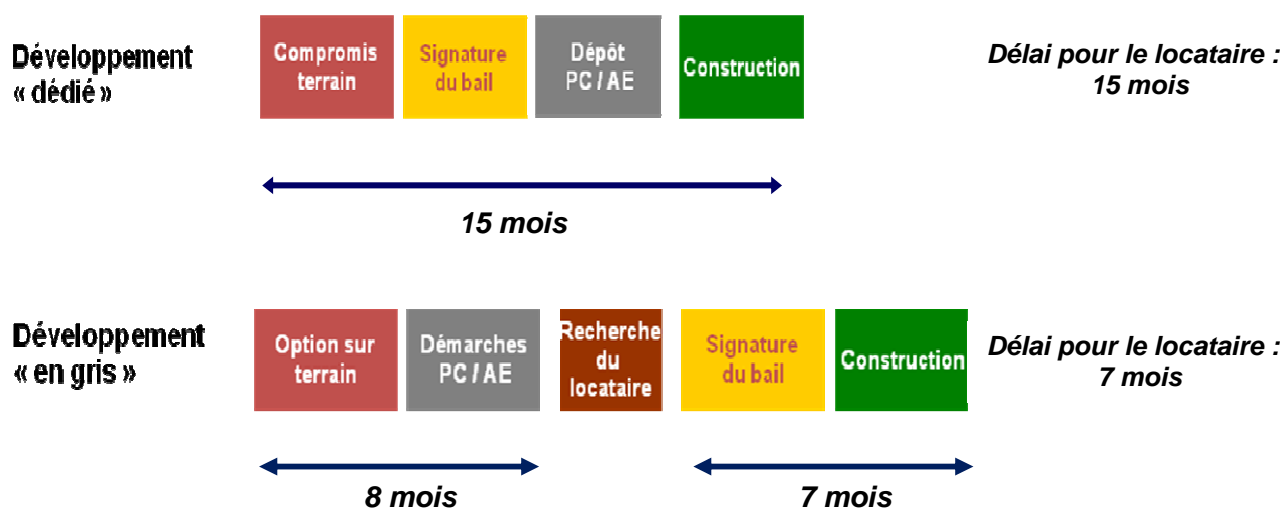 Développement
« dédié »
Compromis
terrain
Signature
du bail
Dépôt
PC / AE
Construction
Délai pour le locataire :
15 mois
15 mois
Développement
« en gris »
Option sur
terrain
Démarches
PC / AE
Recherche
du
locataire
Signature
du bail
Construction
Délai pour le locataire :
7 mois
8 mois
7 mois